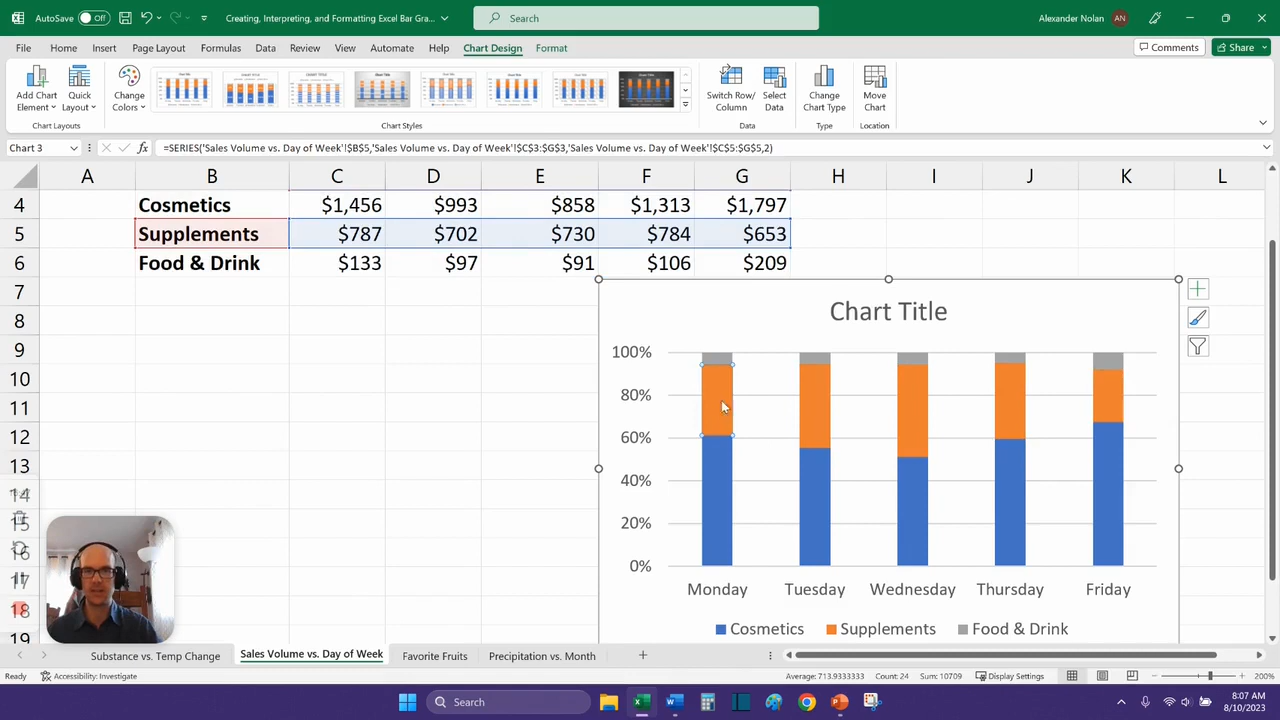 AutoSave Off
Creating, Interpreting, and Formatting Excel Bar Gra...
Search
Alexander Nolan AN
File Home Insert Page Layout Formulas Data Review View Automate Help Chart Design Format
Comments Share
Add Chart Element
Quick Layout
Change Colors
Switch Row/ Column
Select Data
Change Chart Type
Move Chart
Chart Layouts Chart Styles Data Type Location
Chart 3 fx =SERIES('Sales Volume vs. Day of Week'!$B$5,'Sales Volume vs. Day of Week'!$C$3:$G$3,'Sales Volume vs. Day of Week'!$C$5:$G$5,2)
A B C D E F G H I J K L
4 Cosmetics $1,456 $993 $858 $1,313 $1,797
5 Supplements $787 $702 $730 $784 $653
6 Food & Drink $133 $97 $91 $106 $209
7
8
9
10
11
12
13
14
15
16
17
18
19
Chart Title
100%
80%
60%
40%
20%
0%
Monday Tuesday Wednesday Thursday Friday
Cosmetics Supplements Food & Drink
Substance vs. Temp Change Sales Volume vs. Day of Week Favorite Fruits Precipitation vs. Month
Ready Accessibility: Investigate Average: 713.9333333 Count: 24 Sum: 10709 Display Settings 200%
Search
8:07 AM
8/10/2023